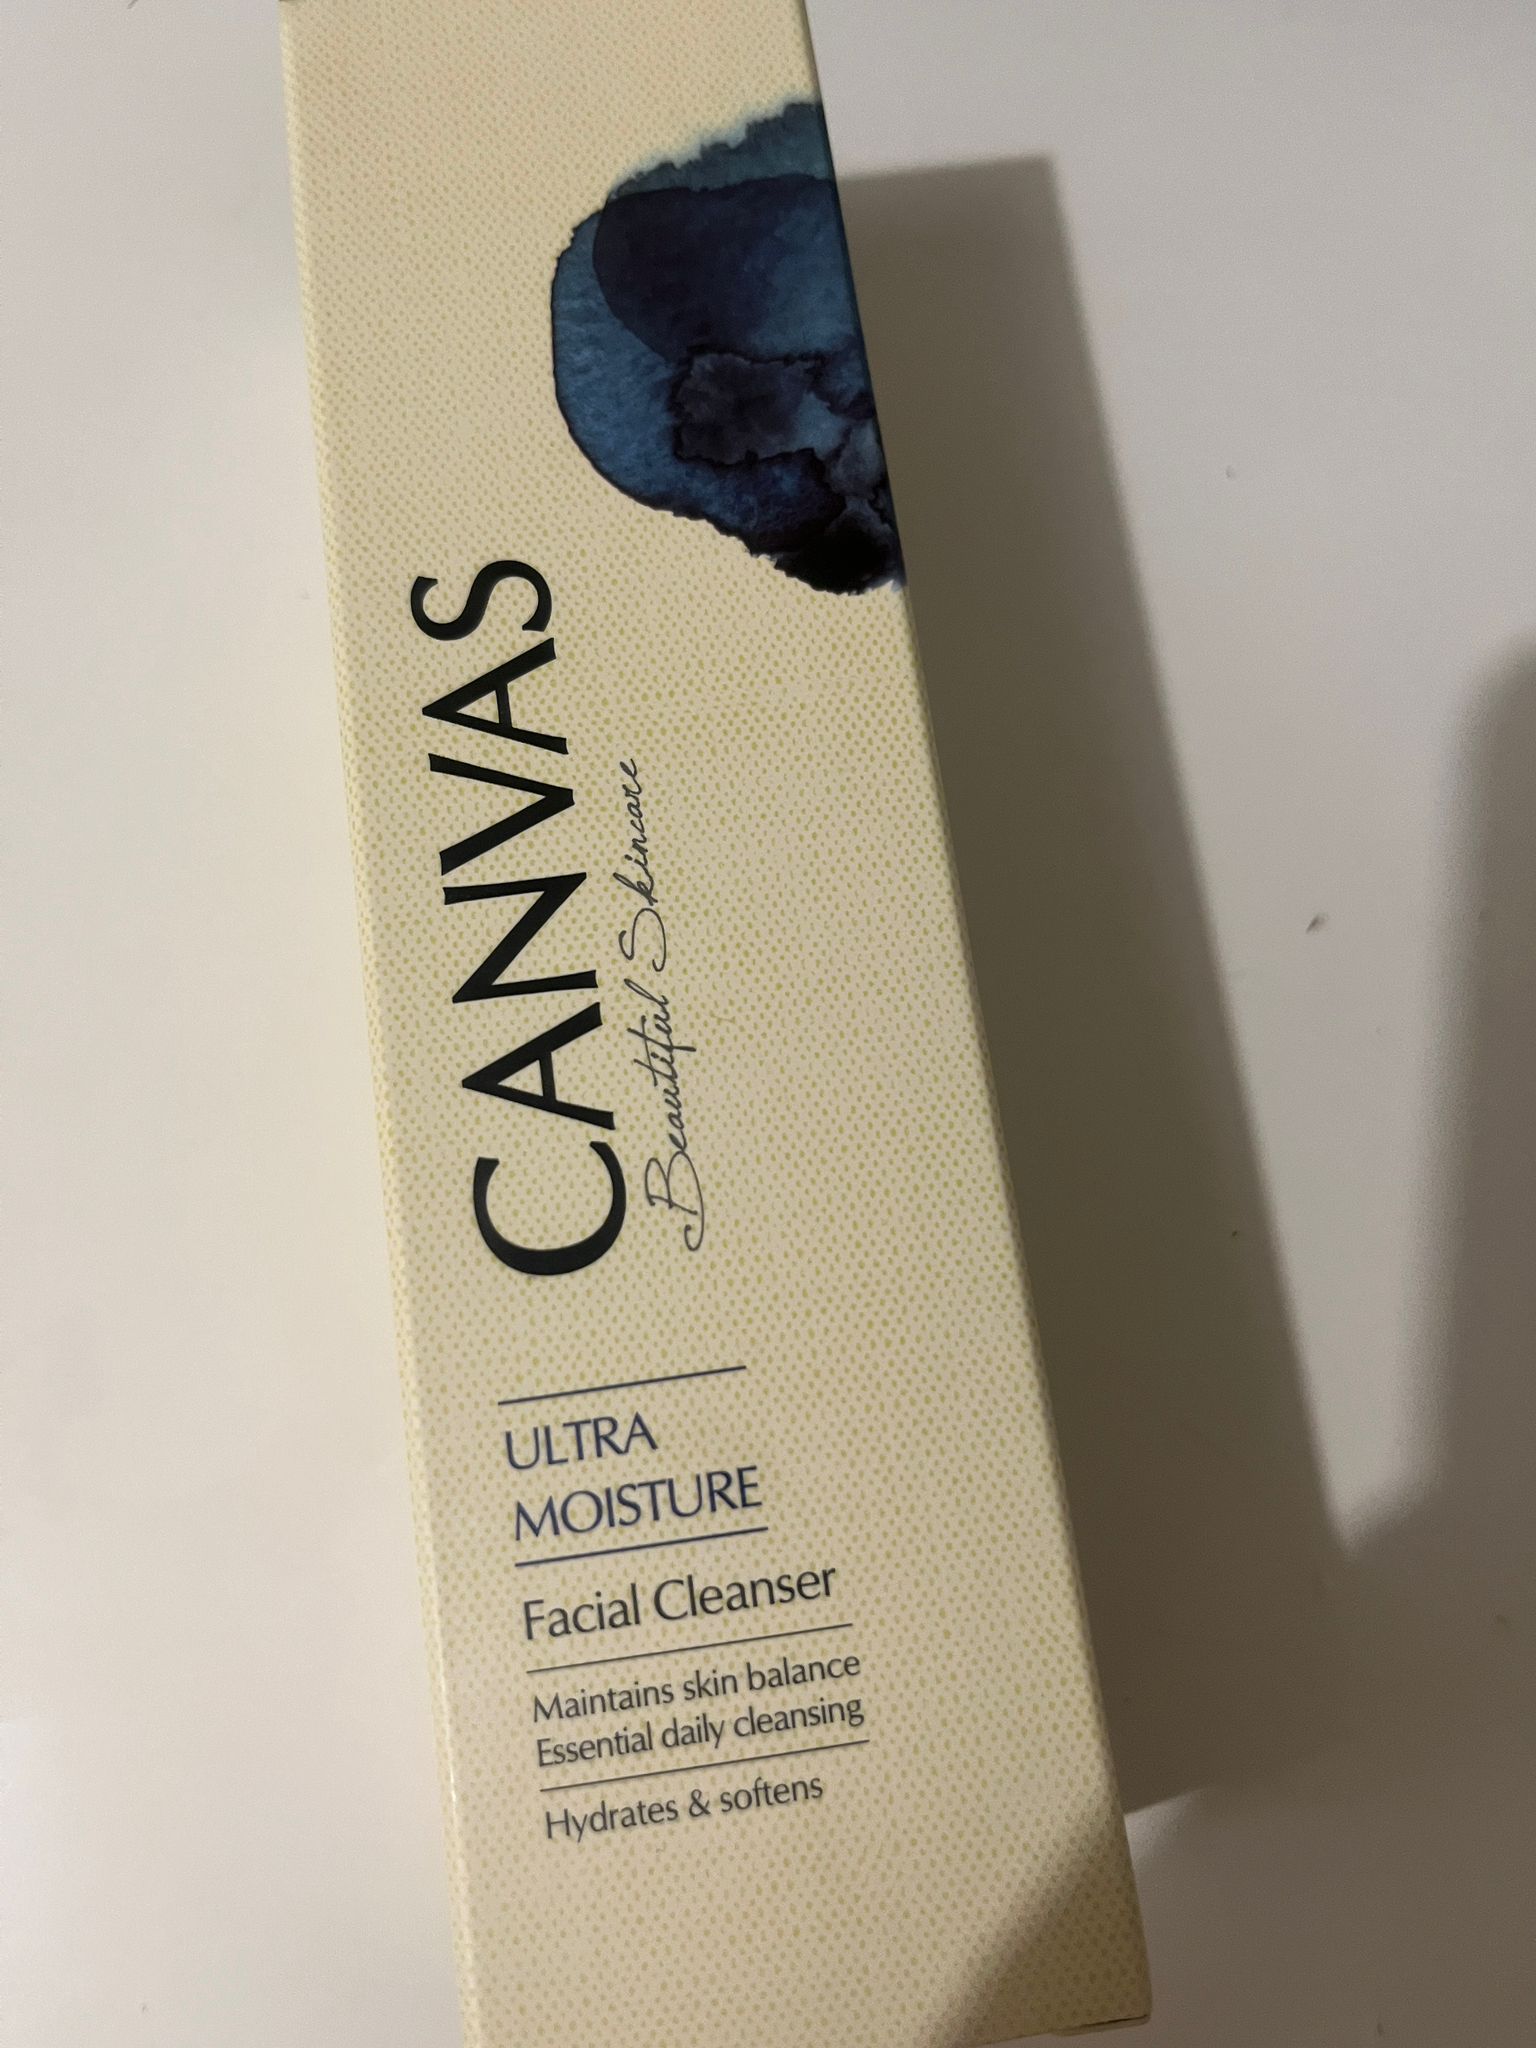 CANVAS
Beautiful Skincare
ULTRA
MOISTURE
Facial Cleanser
Maintains skin balance
Essential daily cleansing
Hydrates & softens